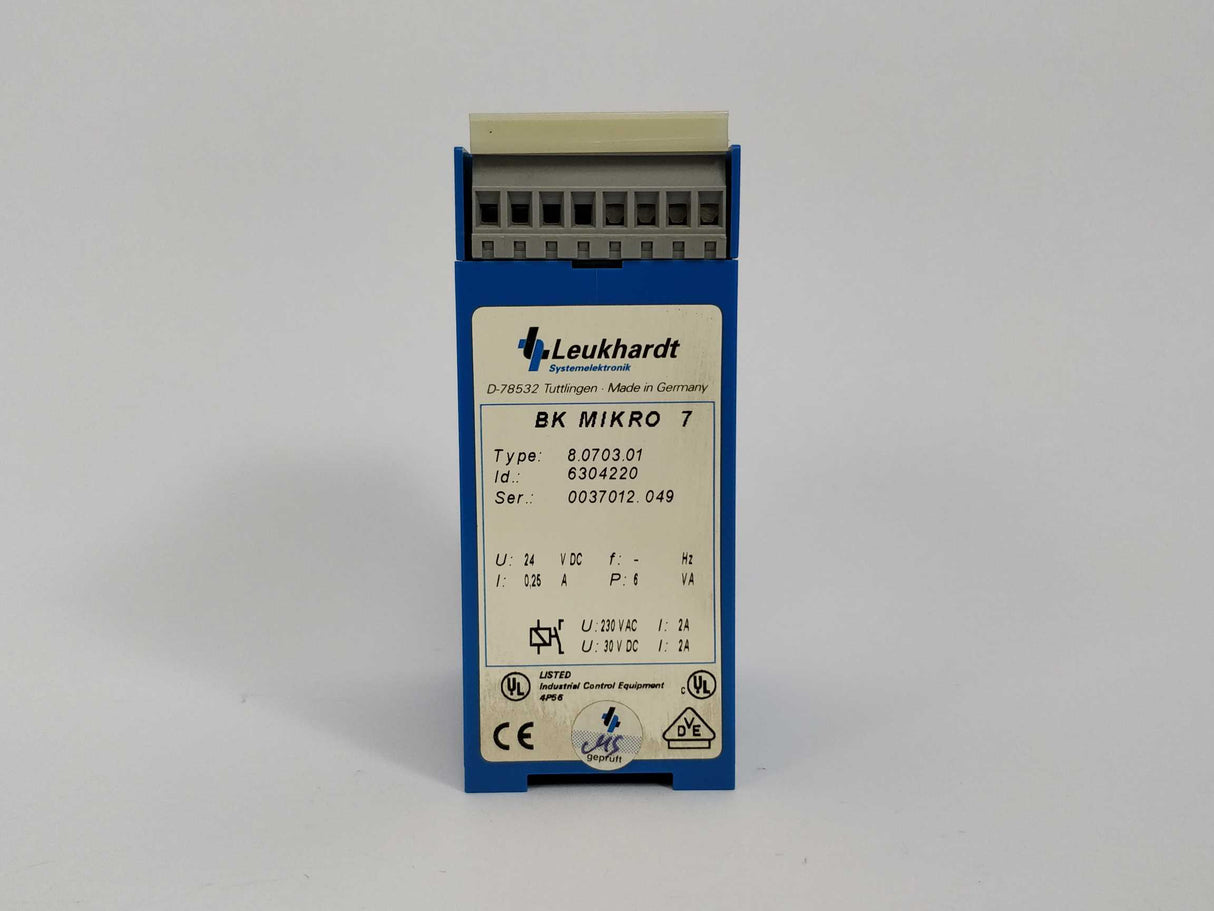 Leukhardt
Systemelektronik
D-78532 Tuttlingen · Made in Germany
BK MIKRO 7
Type: 8.0703.01
Id.: 6304220
Ser.: 0037012.049
U: 24 V DC f: - Hz
I: 0,25 A P: 6 VA
U: 230 V AC I: 2A
U: 30 V DC I: 2A
UL LISTED c UL
Industrial Control Equipment
4P56
CE MS DVE
geprüft